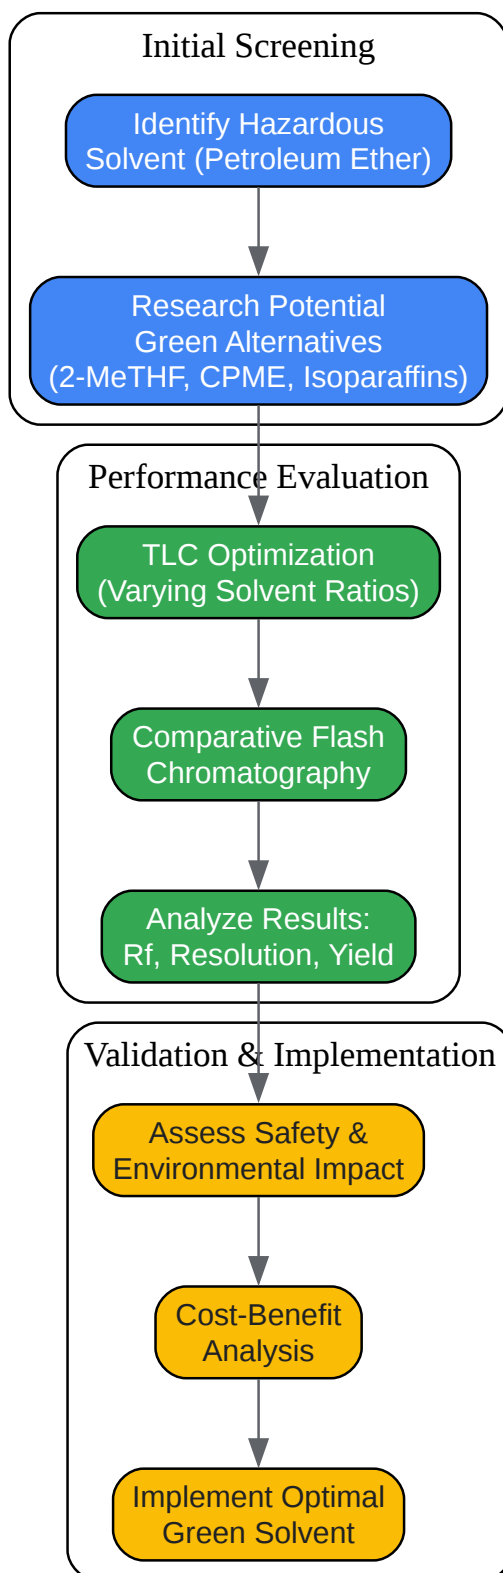 Initial Screening
Identify Hazardous
Solvent (Petroleum Ether)
Research Potential
Green Alternatives
(2-MeTHF, CPME, Isoparaffins)
Performance Evaluation
TLC Optimization
(Varying Solvent Ratios)
Comparative Flash
Chromatography
Analyze Results:
Rf, Resolution, Yield
Validation & Implementation
Assess Safety &
Environmental Impact
Cost-Benefit
Analysis
Implement Optimal
Green Solvent